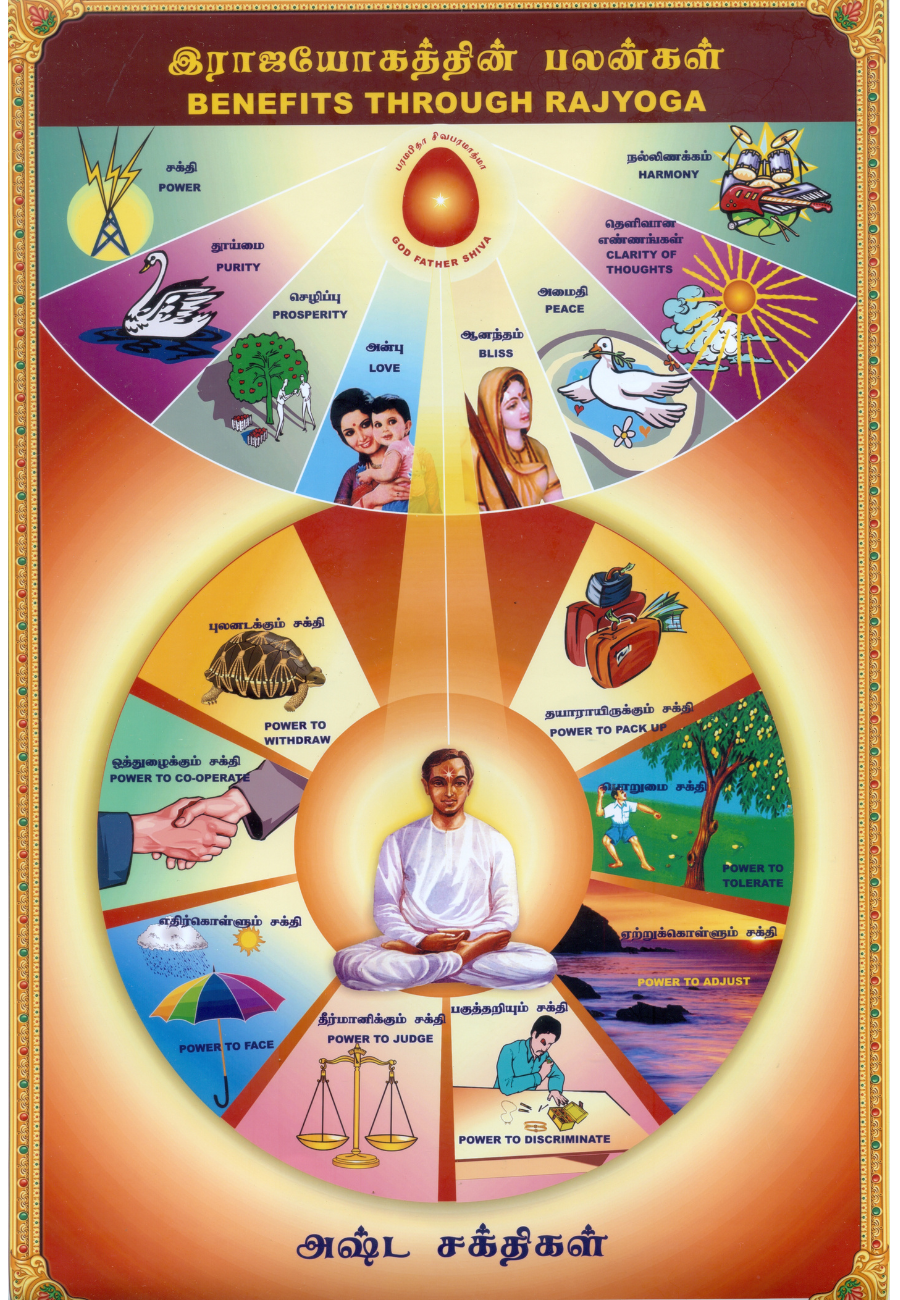 இராஜயோகத்தின் பலன்கள்
BENEFITS THROUGH RAJYOGA
பரமபிதா சிவபரமாத்மா
GOD FATHER SHIVA
சக்தி
POWER
தூய்மை
PURITY
செழிப்பு
PROSPERITY
அன்பு
LOVE
ஆனந்தம்
BLISS
அமைதி
PEACE
தெளிவான
எண்ணங்கள்
CLARITY OF
THOUGHTS
நல்லிணக்கம்
HARMONY
புலனடக்கும் சக்தி
POWER TO
WITHDRAW
தயாராயிருக்கும் சக்தி
POWER TO PACK UP
ஒத்துழைக்கும் சக்தி
POWER TO CO-OPERATE
பொறுமை சக்தி
POWER TO
TOLERATE
எதிர்கொள்ளும் சக்தி
POWER TO FACE
ஏற்றுக்கொள்ளும் சக்தி
POWER TO ADJUST
தீர்மானிக்கும் சக்தி
POWER TO JUDGE
பகுத்தறியும் சக்தி
POWER TO DISCRIMINATE
அஷ்ட சக்திகள்